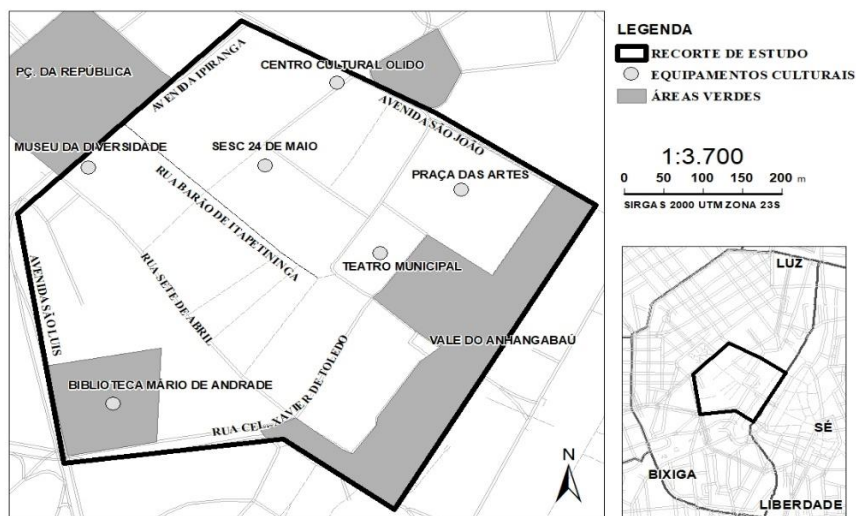 PÇ. DA REPÚBLICA
AVENIDA IPIRANGA
CENTRO CULTURAL OLIDO
AVENIDA SÃO JOÃO
MUSEU DA DIVERSIDADE
SESC 24 DE MAIO
PRAÇA DAS ARTES
RUA BARÃO DE ITAPETININGA
TEATRO MUNICIPAL
AVENIDA SÃO LUIS
RUA SETE DE ABRIL
VALE DO ANHANGABAÚ
BIBLIOTECA MÁRIO DE ANDRADE
RUA CEL. XAVIER DE TOLEDO
N
LEGENDA
RECORTE DE ESTUDO
EQUIPAMENTOS CULTURAIS
ÁREAS VERDES
1:3.700
0 50 100 150 200 m
SIRGAS 2000 UTM ZONA 23S
LUZ
SÉ
BIXIGA
LIBERDADE